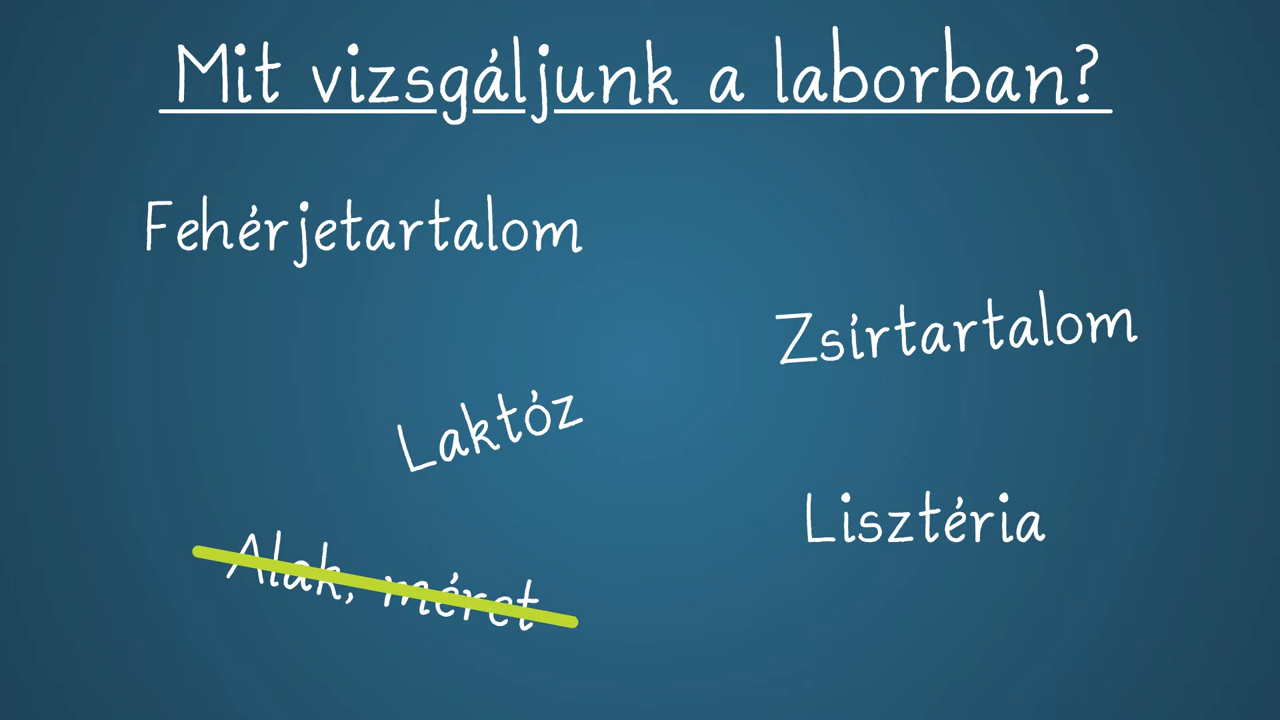 Mit vizsgáljunk a laborban?
Fehérjetartalom
Zsírtartalom
Laktóz
Lisztéria
Alak, méret